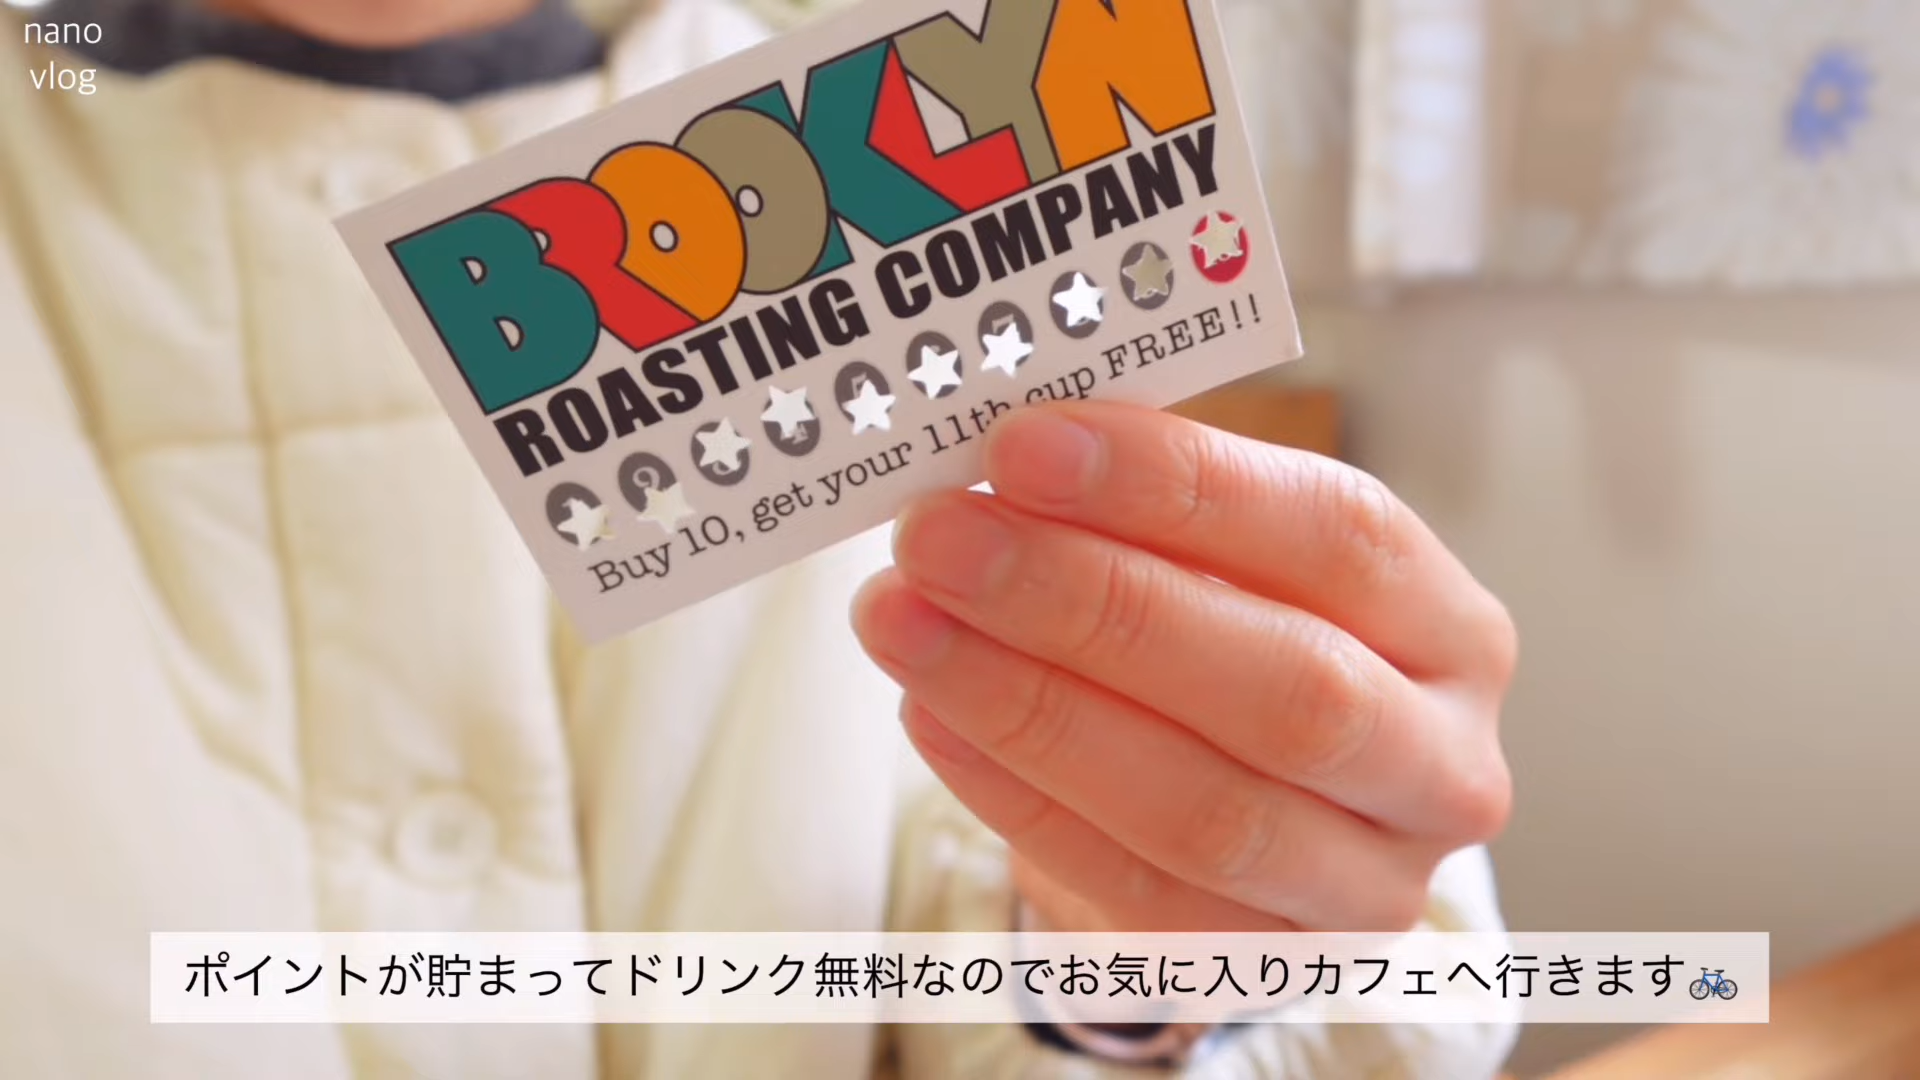 nano
vlog
BROOKLYN
ROASTING COMPANY
Buy 10, get your 11th cup FREE!!
ポイントが貯まってドリンク無料なのでお気に入りカフェへ行きます🚲